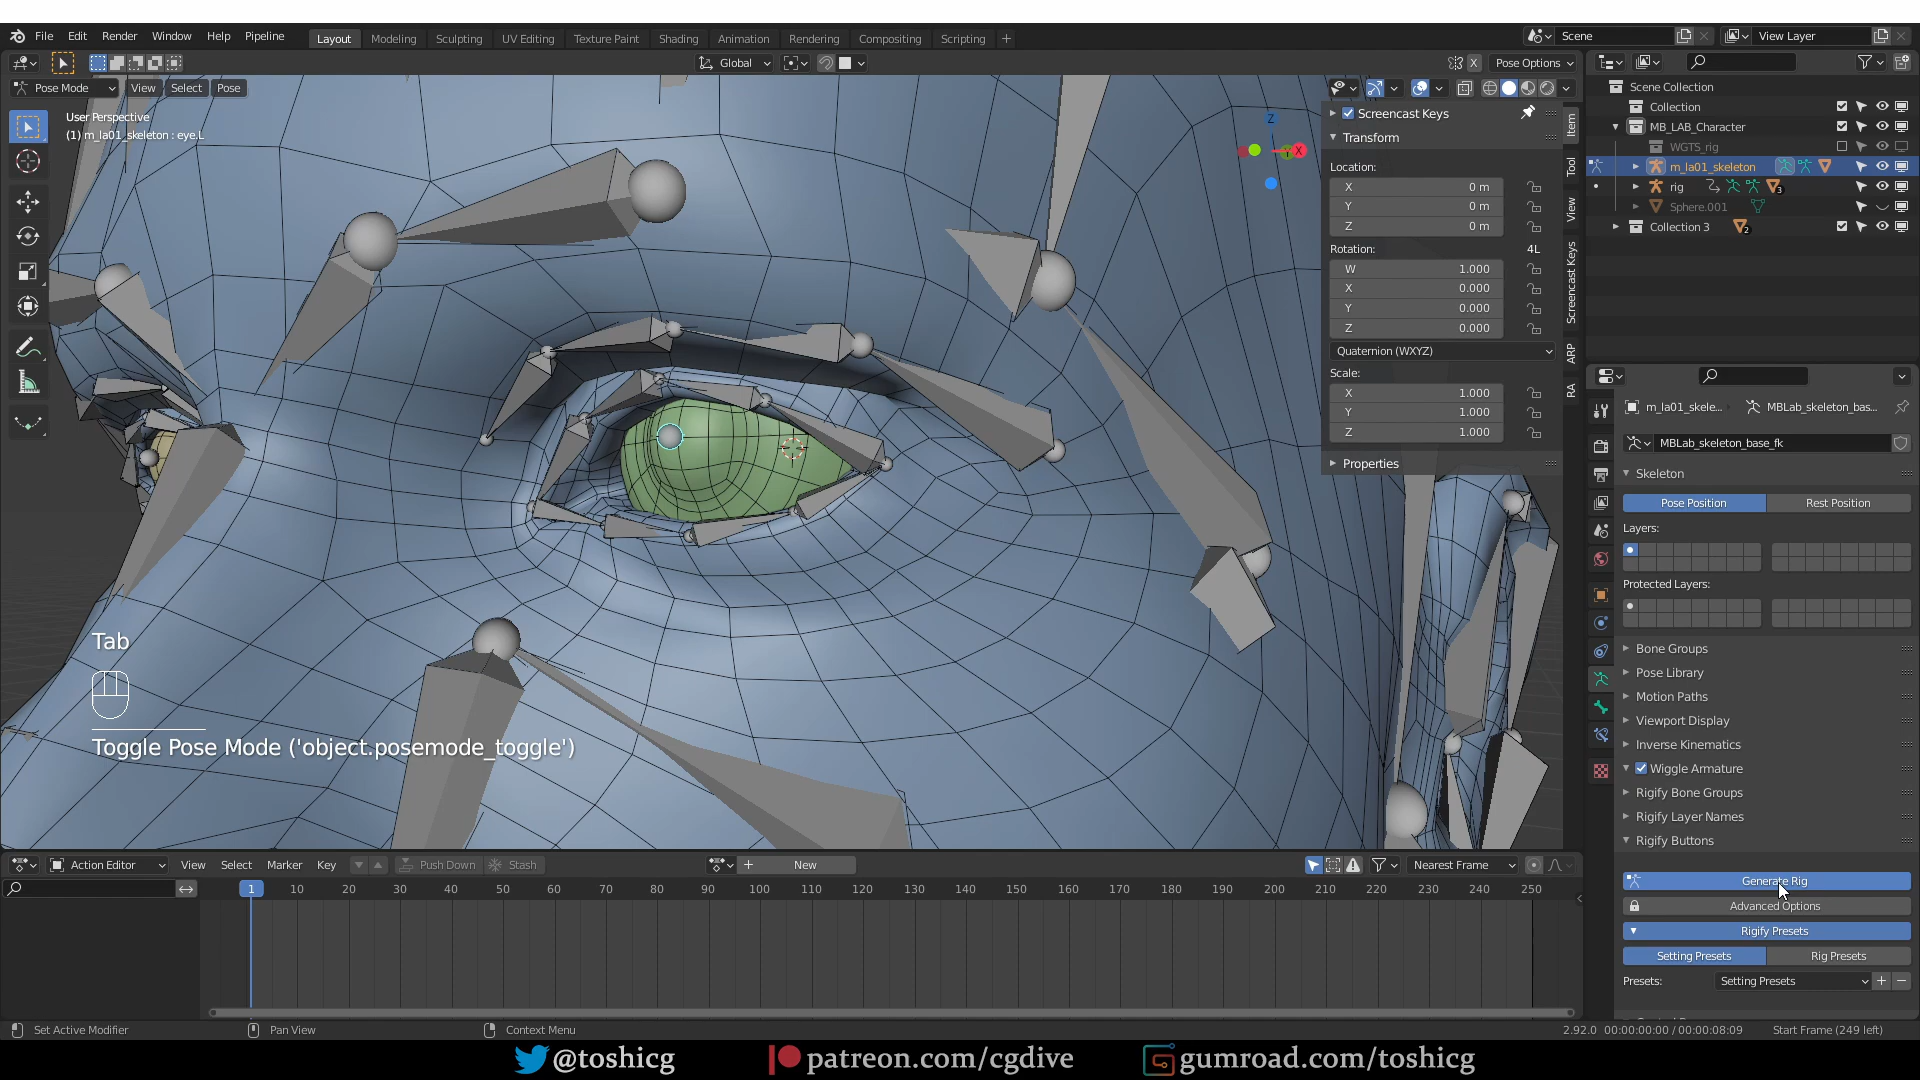 File Edit Render Window Help Pipeline Layout Modeling Sculpting UV Editing Texture Paint Shading Animation Rendering Compositing Scripting + Scene View Layer
Global X Pose Options
Pose Mode View Select Pose
User Perspective
(1) m_la01_skeleton : eye.L
Z
X
Screencast Keys
Transform
Location:
X 0 m
Y 0 m
Z 0 m
Rotation: 4L
W 1.000
X 0.000
Y 0.000
Z 0.000
Quaternion (WXYZ)
Scale:
X 1.000
Y 1.000
Z 1.000
Properties
Item
Tool
View
Screencast Keys
ARP
RA
Scene Collection
Collection
MB_LAB_Character
WGTS_rig
m_la01_skeleton
rig 3
Sphere.001
Collection 3 2
m_la01_skele... MBLab_skeleton_bas...
MBLab_skeleton_base_fk
Skeleton
Pose Position Rest Position
Layers:
Protected Layers:
Bone Groups
Pose Library
Motion Paths
Viewport Display
Inverse Kinematics
Wiggle Armature
Rigify Bone Groups
Rigify Layer Names
Rigify Buttons
Generate Rig
Advanced Options
Rigify Presets
Setting Presets Rig Presets
Presets: Setting Presets + −
Tab
Toggle Pose Mode ('object.posemode_toggle')
Action Editor View Select Marker Key Push Down Stash + New Nearest Frame
1 10 20 30 40 50 60 70 80 90 100 110 120 130 140 150 160 170 180 190 200 210 220 230 240 250
Set Active Modifier Pan View Context Menu 2.92.0 00:00:00:00 / 00:00:08:09 Start Frame (249 left)
@toshicg patreon.com/cgdive gumroad.com/toshicg